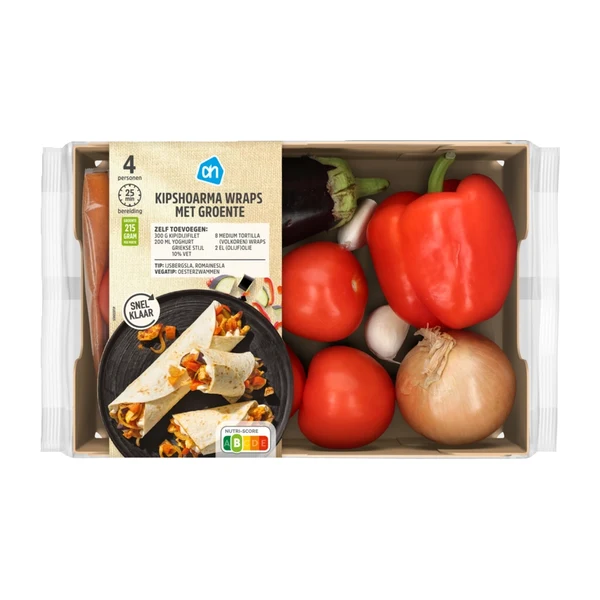 4
personen
25
min
bereiding
215
GRAM
ah
KIPSHOARMA WRAPS
MET GROENTE
ZELF TOEVOEGEN:
300 G KIPDIJFILET
200 ML YOGHURT
GRIEKSE STIJL
10% VET
8 MEDIUM TORTILLA
(VOLKOREN) WRAPS
2 EL (OLIJF)OLIE
TIP: IJSBERGSLA, ROMAINESLA
VEGATIP: OESTERZWAMMEN
SNEL
KLAAR
NUTRI-SCORE
A B C D E